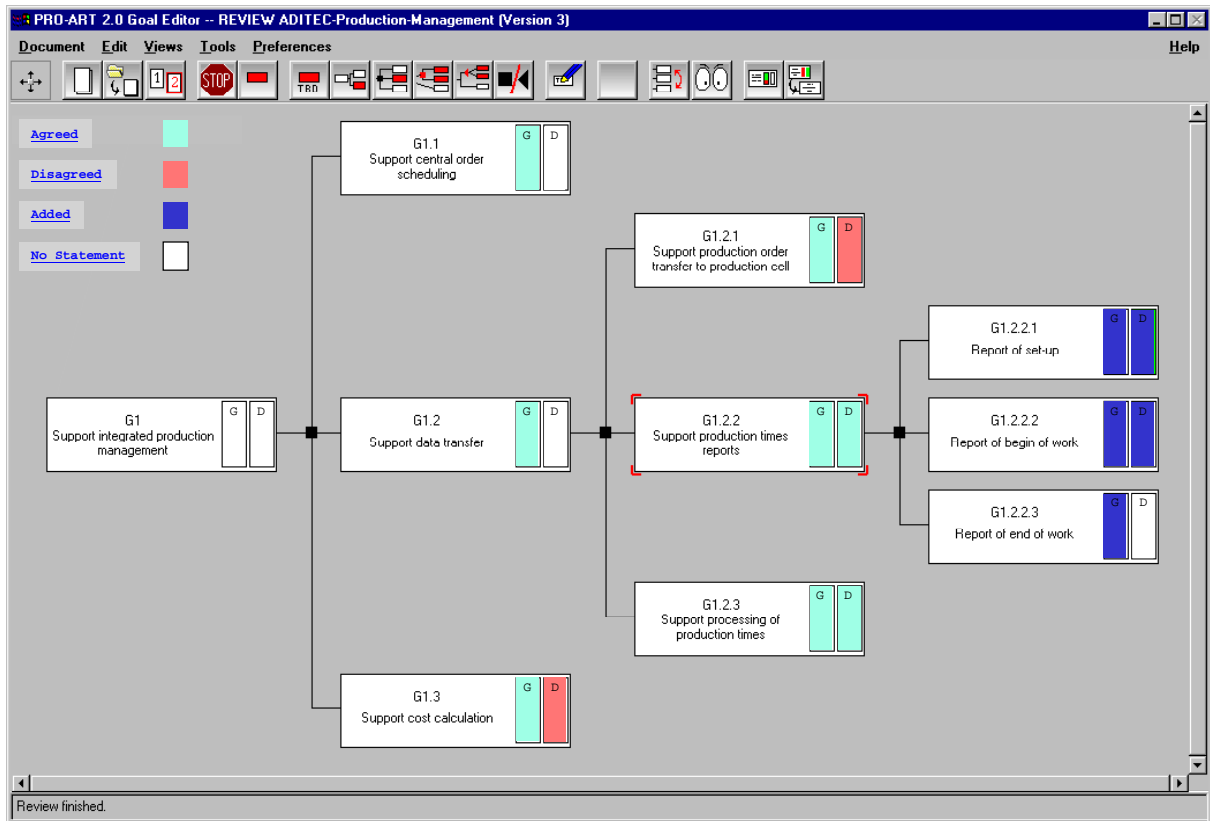 PRO-ART 2.0 Goal Editor -- REVIEW ADITEC-Production-Management (Version 3)
Document Edit Views Tools Preferences Help
1 2 STOP TBD
Agreed
Disagreed
Added
No Statement
G1.1
Support central order
scheduling
G D
G1.2.1
Support production order
transfer to production cell
G D
G1.2.2.1
Report of set-up
G D
G1
Support integrated production
management
G D
G1.2
Support data transfer
G D
G1.2.2
Support production times
reports
G D
G1.2.2.2
Report of begin of work
G D
G1.2.2.3
Report of end of work
G D
G1.2.3
Support processing of
production times
G D
G1.3
Support cost calculation
G D
Review finished.